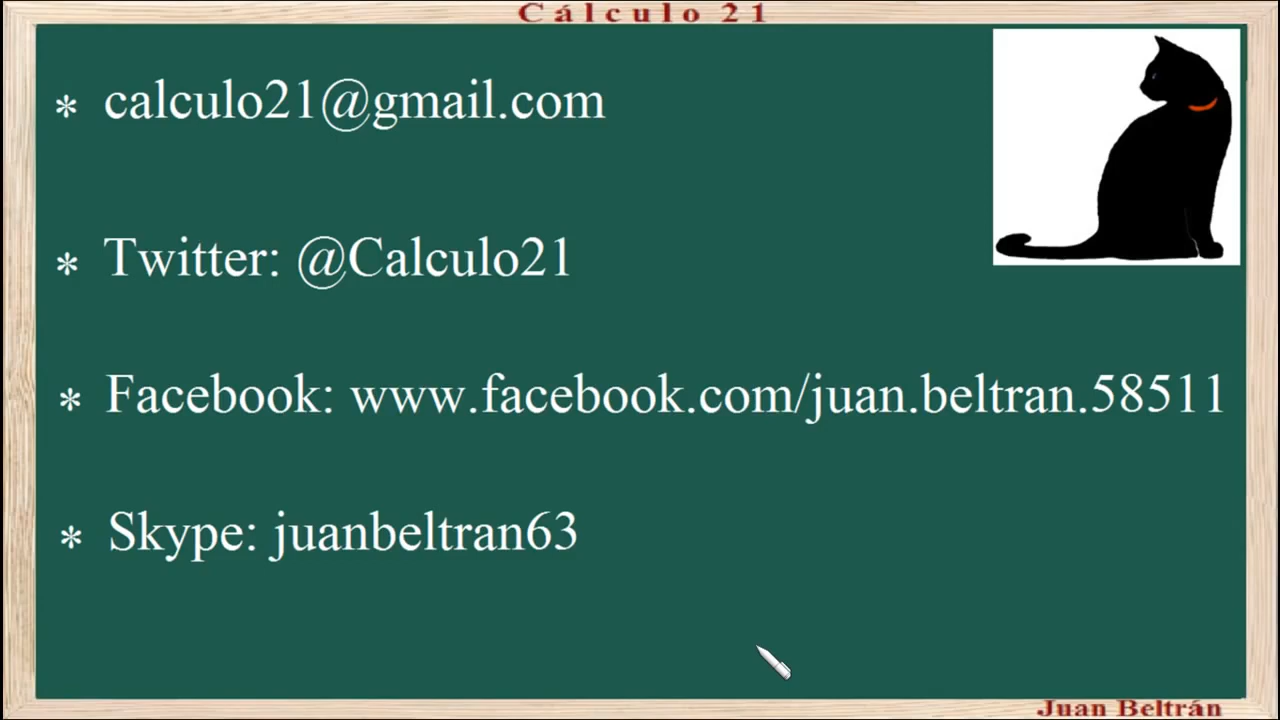 Cálculo 21
* calculo21@gmail.com
* Twitter: @Calculo21
* Facebook: www.facebook.com/juan.beltran.58511
* Skype: juanbeltran63
Juan Beltrán